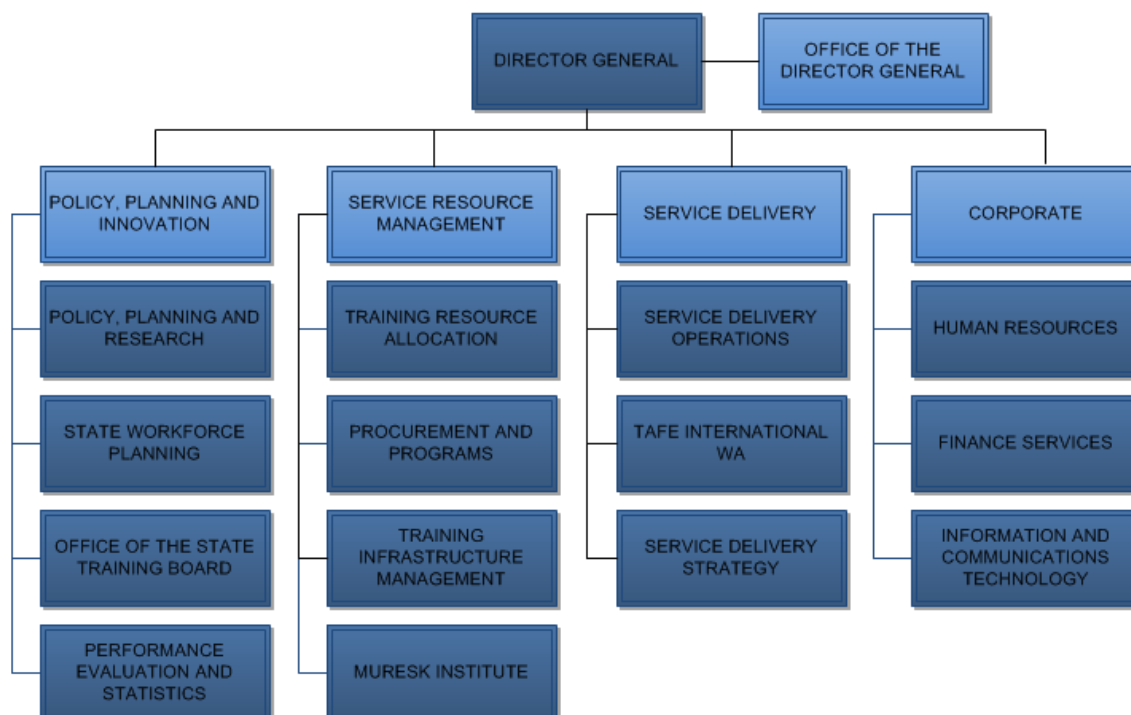 DIRECTOR GENERAL
OFFICE OF THE
DIRECTOR GENERAL
POLICY, PLANNING AND
INNOVATION
POLICY, PLANNING AND
RESEARCH
STATE WORKFORCE
PLANNING
OFFICE OF THE STATE
TRAINING BOARD
PERFORMANCE
EVALUATION AND
STATISTICS
SERVICE RESOURCE
MANAGEMENT
TRAINING RESOURCE
ALLOCATION
PROCUREMENT AND
PROGRAMS
TRAINING
INFRASTRUCTURE
MANAGEMENT
MURESK INSTITUTE
SERVICE DELIVERY
SERVICE DELIVERY
OPERATIONS
TAFE INTERNATIONAL
WA
SERVICE DELIVERY
STRATEGY
CORPORATE
HUMAN RESOURCES
FINANCE SERVICES
INFORMATION AND
COMMUNICATIONS
TECHNOLOGY